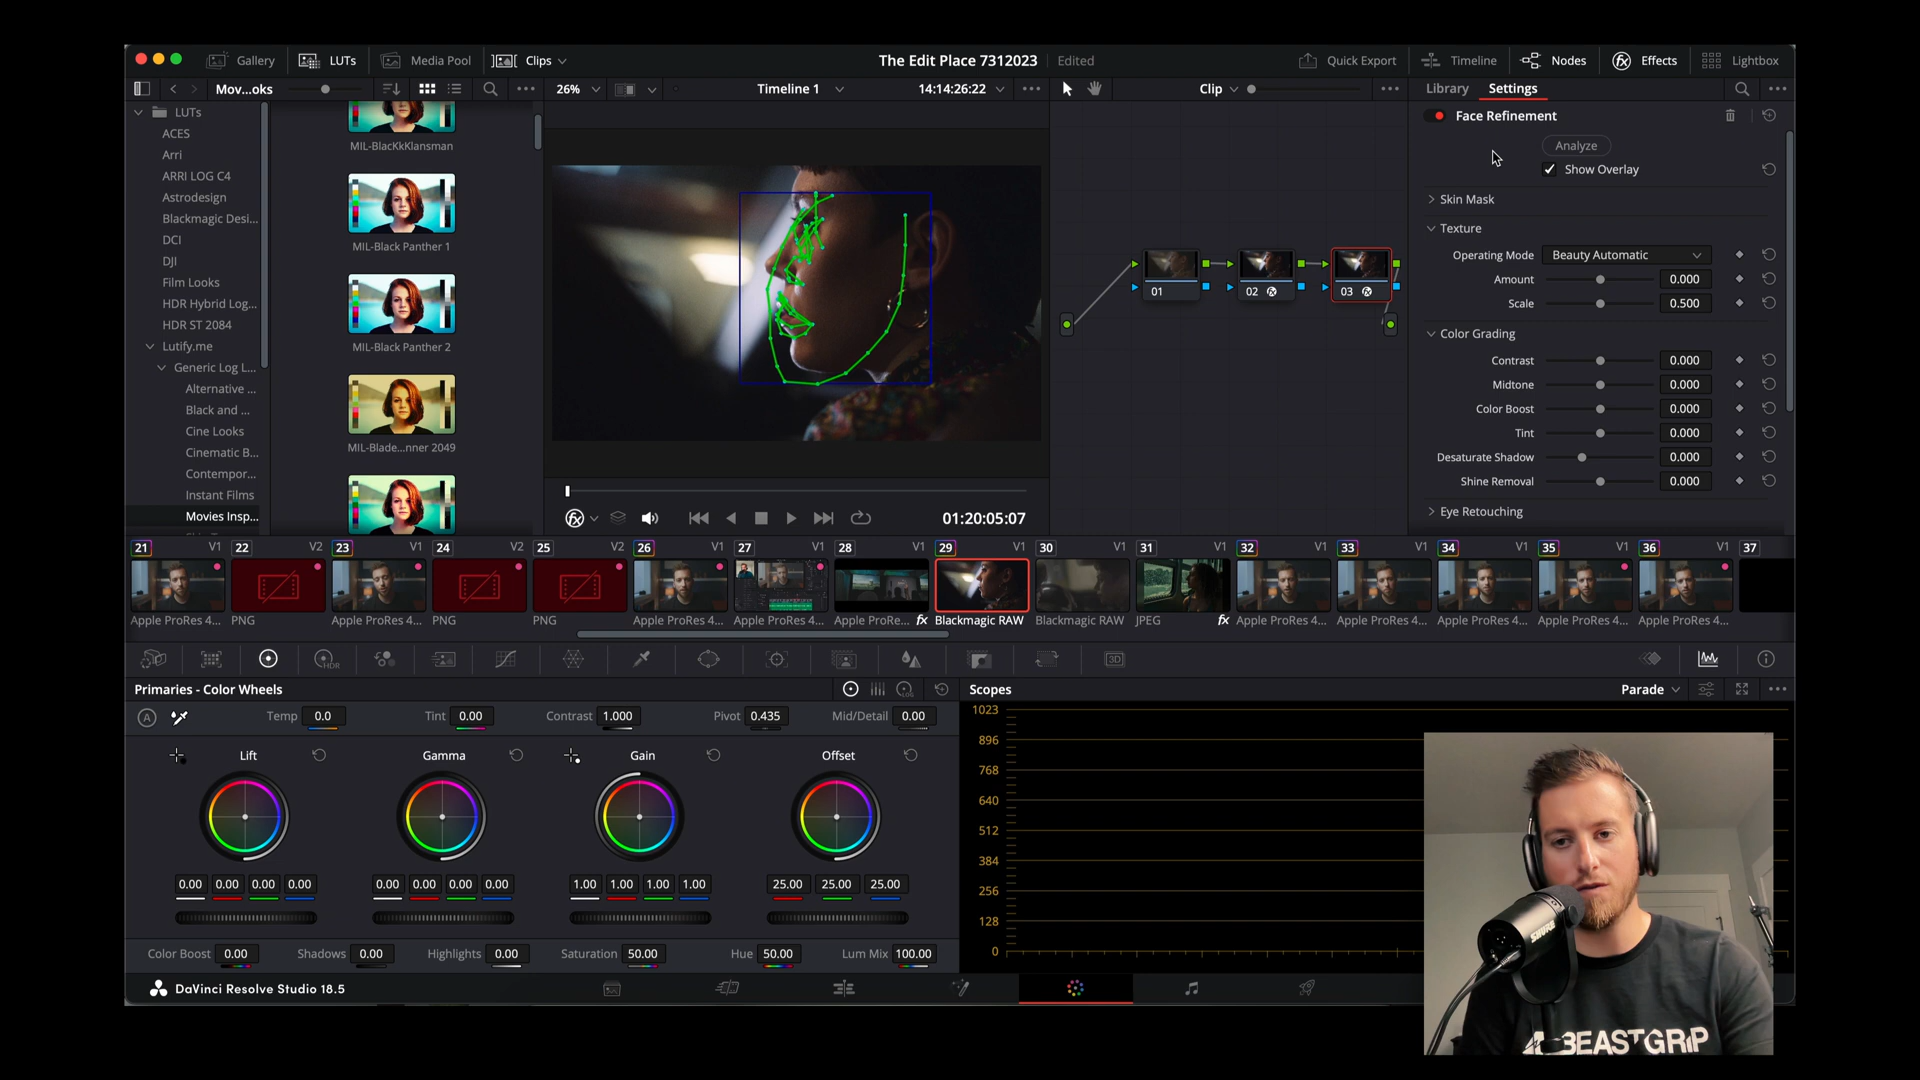 Gallery LUTs Media Pool Clips The Edit Place 7312023 Edited Quick Export Timeline Nodes Effects Lightbox
Mov...oks 26% Timeline 1 14:14:26:22 Clip Library Settings
LUTs
ACES
Arri
ARRI LOG C4
Astrodesign
Blackmagic Desi...
DCI
DJI
Film Looks
HDR Hybrid Log...
HDR ST 2084
Lutify.me
Generic Log L...
Alternative ...
Black and ...
Cine Looks
Cinematic B...
Contempor...
Instant Films
Movies Insp...
MIL-BlacKkKlansman
MIL-Black Panther 1
MIL-Black Panther 2
MIL-Blade...nner 2049
01:20:05:07
01
02
03
Face Refinement
Analyze
Show Overlay
Skin Mask
Texture
Operating Mode Beauty Automatic
Amount 0.000
Scale 0.500
Color Grading
Contrast 0.000
Midtone 0.000
Color Boost 0.000
Tint 0.000
Desaturate Shadow 0.000
Shine Removal 0.000
Eye Retouching
21 V1 22 V2 23 V1 24 V2 25 V2 26 V1 27 V1 28 V1 29 V1 30 V1 31 V1 32 V1 33 V1 34 V1 35 V1 36 V1 37
Apple ProRes 4... PNG Apple ProRes 4... PNG PNG Apple ProRes 4... Apple ProRes 4... Apple ProRe... fx Blackmagic RAW Blackmagic RAW JPEG fx Apple ProRes 4... Apple ProRes 4... Apple ProRes 4... Apple ProRes 4... Apple ProRes 4...
HDR
3D
Primaries - Color Wheels
LOG
Scopes Parade
A Temp 0.0 Tint 0.00 Contrast 1.000 Pivot 0.435 Mid/Detail 0.00
Lift Gamma Gain Offset
0.00 0.00 0.00 0.00 0.00 0.00 0.00 0.00 1.00 1.00 1.00 1.00 25.00 25.00 25.00
Color Boost 0.00 Shadows 0.00 Highlights 0.00 Saturation 50.00 Hue 50.00 Lum Mix 100.00
1023
896
768
640
512
384
256
128
0
DaVinci Resolve Studio 18.5
SHURE
BEASTGRIP